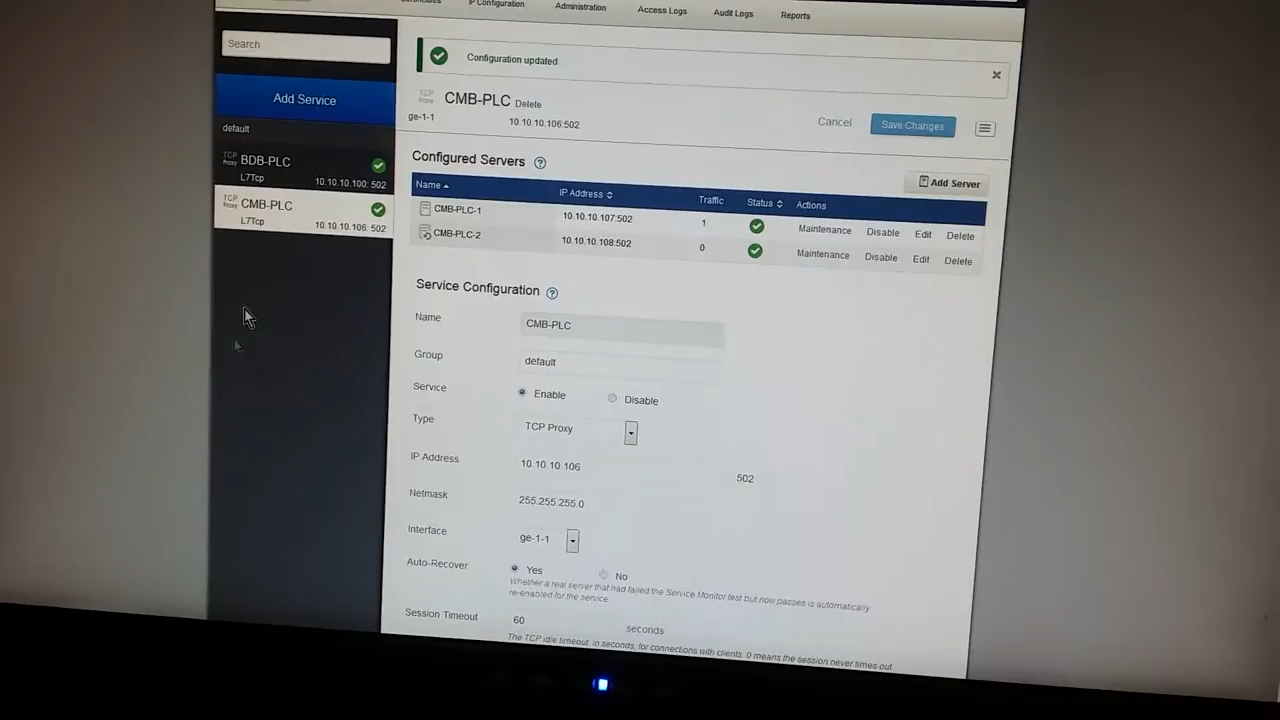 Certificates IP Configuration Administration Access Logs Audit Logs Reports
Search
Add Service
default
TCP Proxy BDB-PLC
L7Tcp 10.10.10.100: 502
TCP Proxy CMB-PLC
L7Tcp 10.10.10.106: 502
Configuration updated
TCP Proxy CMB-PLC Delete
ge-1-1 10.10.10.106:502
Cancel Save Changes
Configured Servers ?
Add Server
Name IP Address Traffic Status Actions
CMB-PLC-1 10.10.10.107:502 1 Maintenance Disable Edit Delete
CMB-PLC-2 10.10.10.108:502 0 Maintenance Disable Edit Delete
Service Configuration ?
Name CMB-PLC
Group default
Service Enable Disable
Type TCP Proxy
IP Address 10.10.10.106 502
Netmask 255.255.255.0
Interface ge-1-1
Auto-Recover Yes No
Whether a real server that had failed the Service Monitor test but now passes is automatically
re-enabled for the service
Session Timeout 60 seconds
The TCP idle timeout, in seconds, for connections with clients. 0 means the session never times out